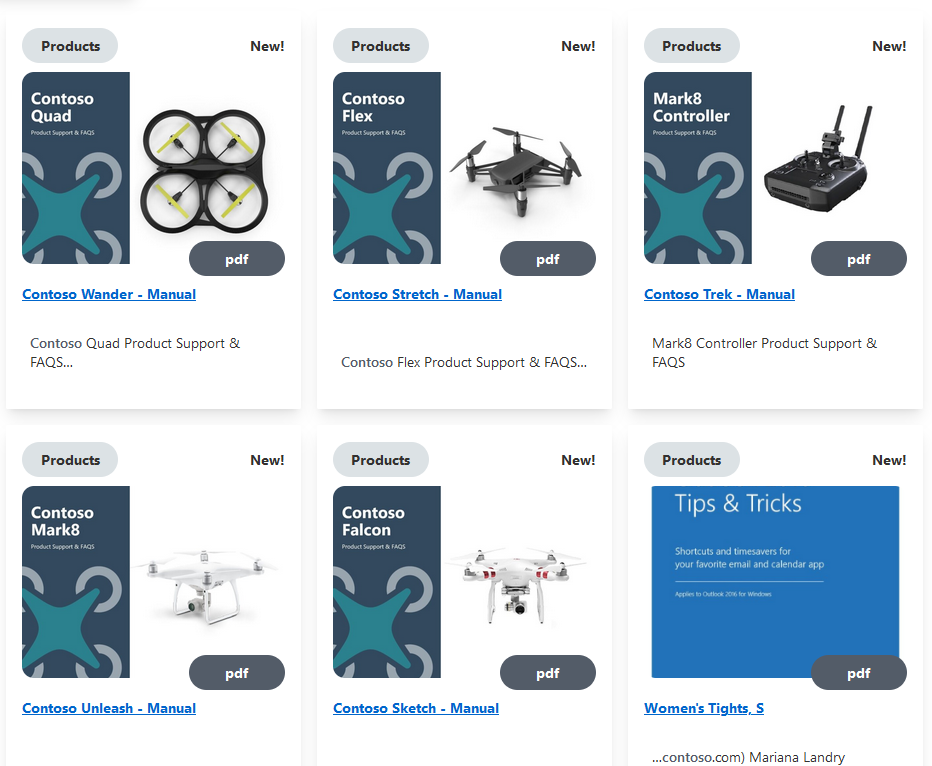 Products New!
Contoso
Quad
Product Support & FAQS
pdf
Contoso Wander - Manual
Contoso Quad Product Support &
FAQS...
Products New!
Contoso
Flex
Product Support & FAQS
pdf
Contoso Stretch - Manual
Contoso Flex Product Support & FAQS...
Products New!
Mark8
Controller
Product Support & FAQS
pdf
Contoso Trek - Manual
Mark8 Controller Product Support &
FAQS
Products New!
Contoso
Mark8
Product Support & FAQS
pdf
Contoso Unleash - Manual
Products New!
Contoso
Falcon
Product Support & FAQS
pdf
Contoso Sketch - Manual
Products New!
Tips & Tricks
Shortcuts and timesavers for
your favorite email and calendar app
Applies to Outlook 2016 for Windows
pdf
Women's Tights, S
...contoso.com) Mariana Landry